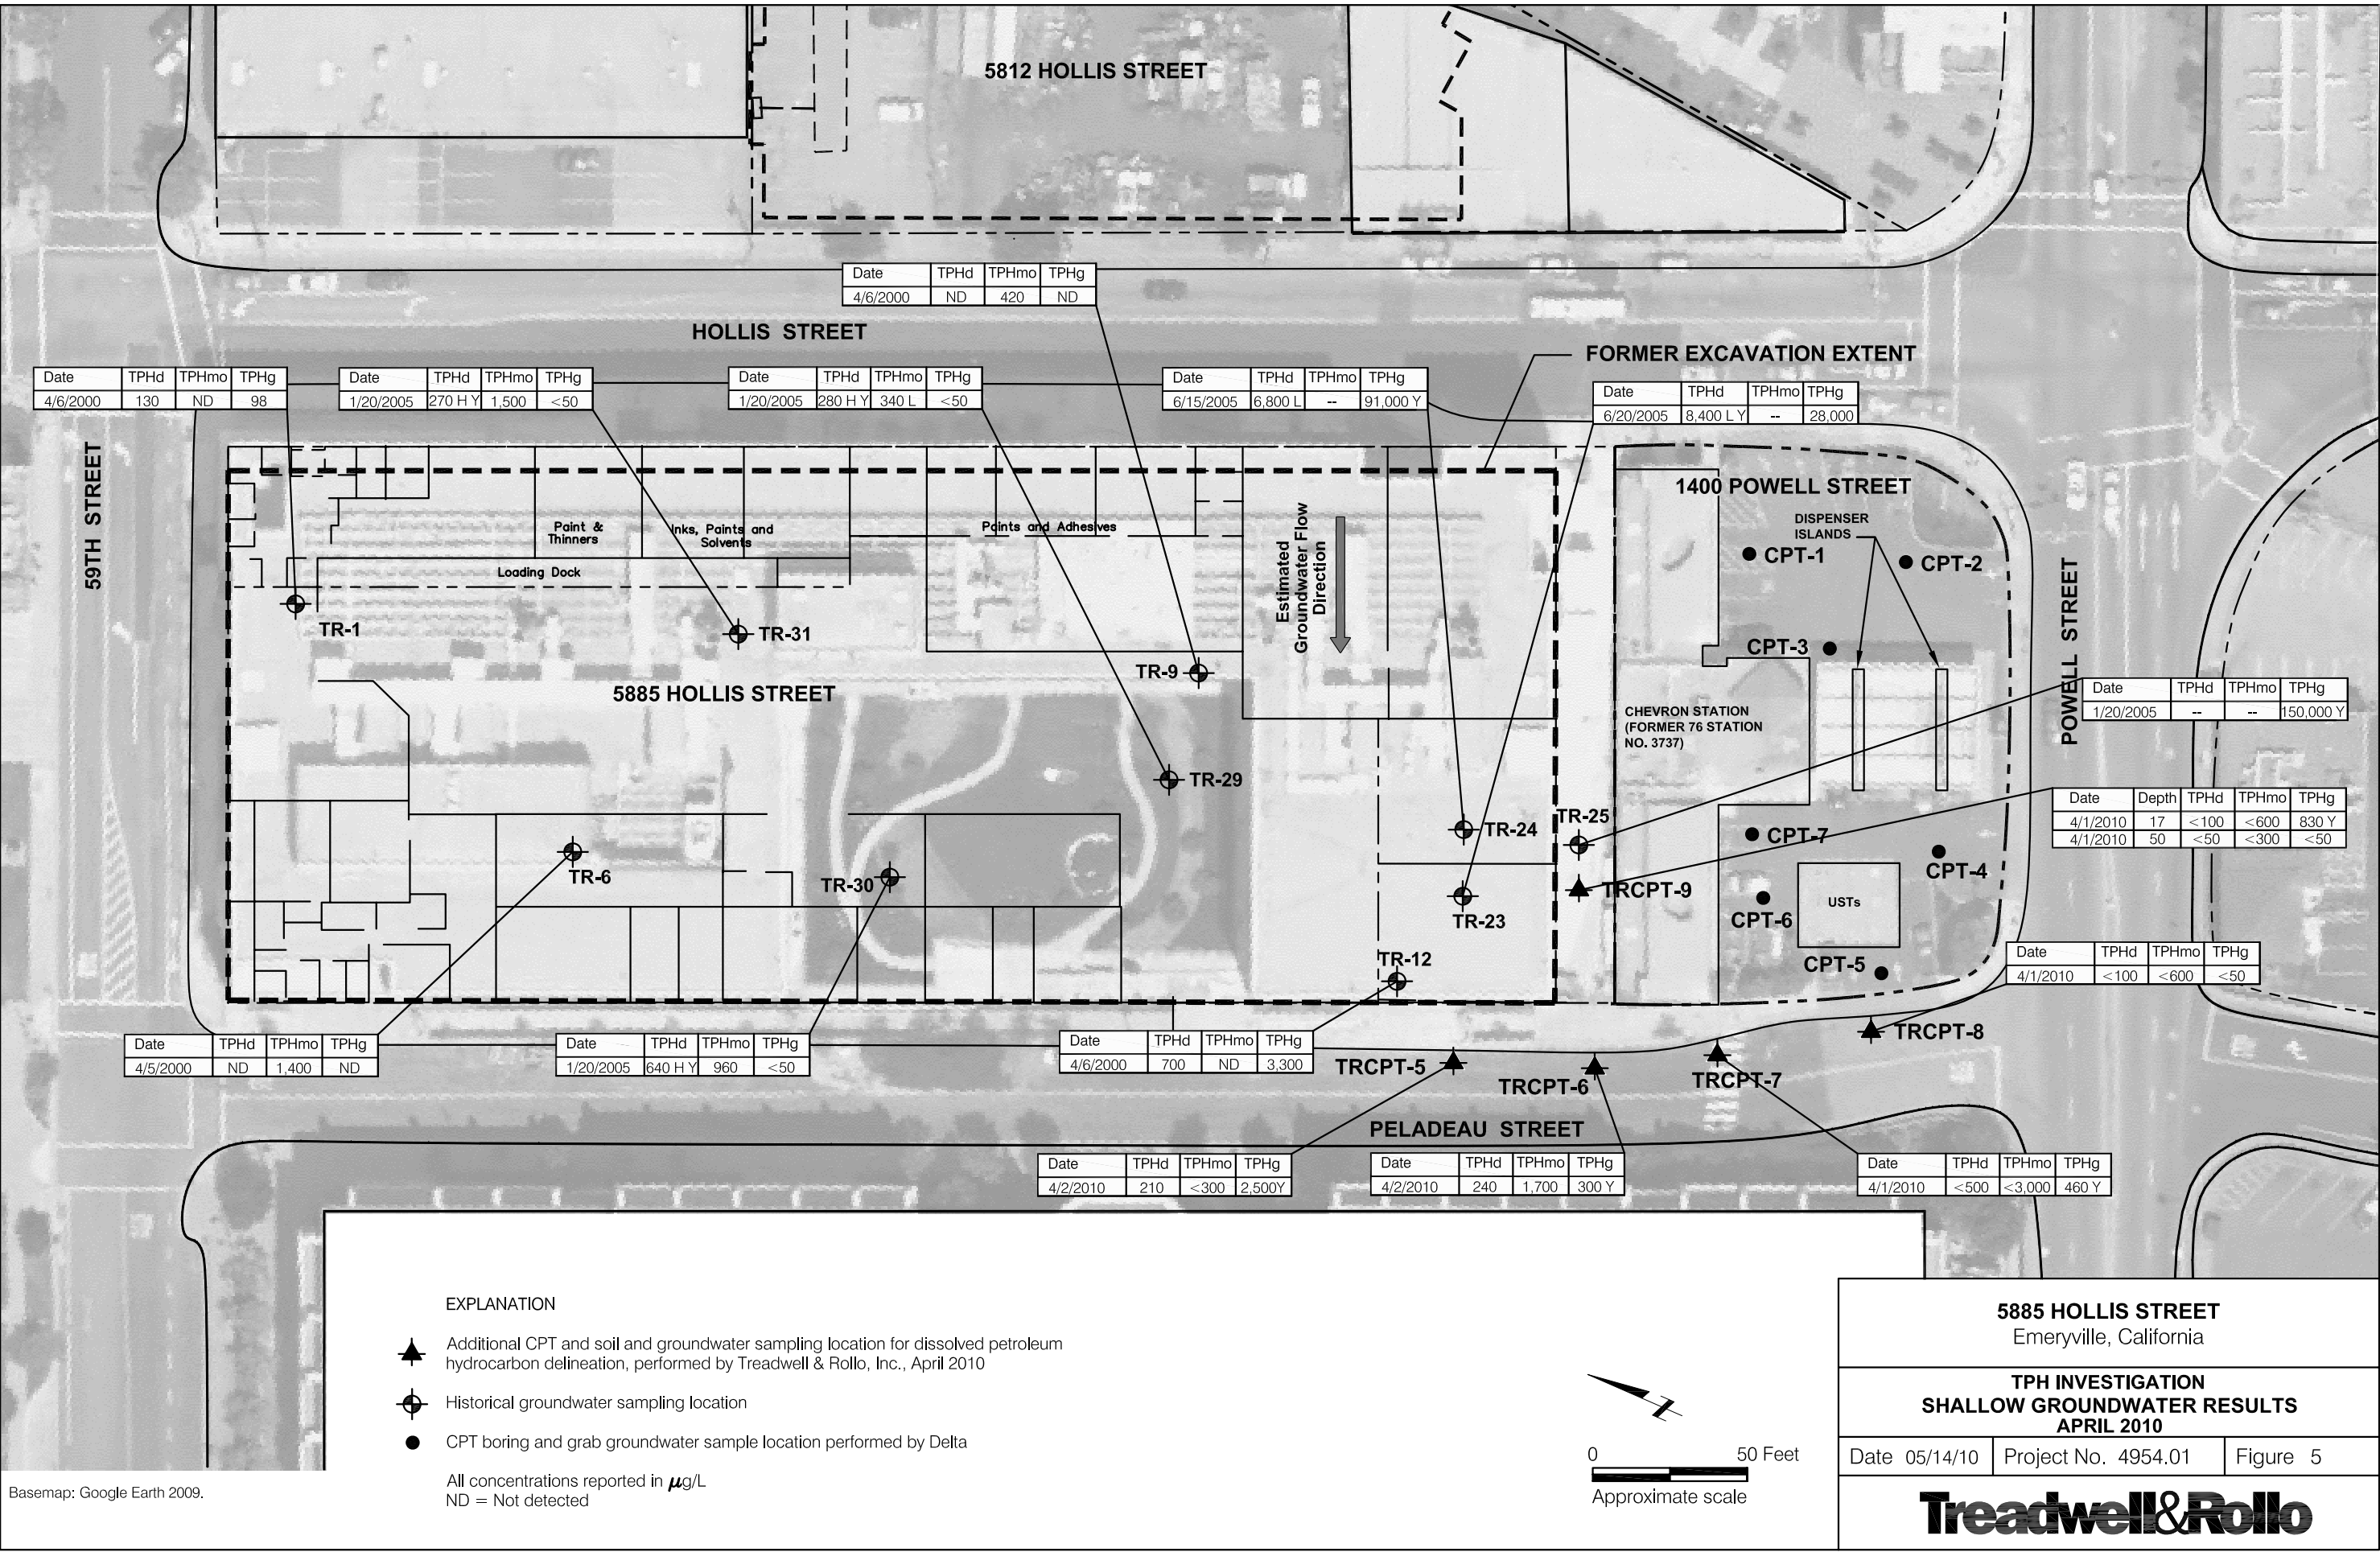 5812 HOLLIS STREET
Date TPHd TPHmo TPHg
4/6/2000 ND 420 ND
HOLLIS STREET
FORMER EXCAVATION EXTENT
Date TPHd TPHmo TPHg
4/6/2000 130 ND 98
Date TPHd TPHmo TPHg
1/20/2005 270 H Y 1,500 <50
Date TPHd TPHmo TPHg
1/20/2005 280 H Y 340 L <50
Date TPHd TPHmo TPHg
6/15/2005 6,800 L -- 91,000 Y
Date TPHd TPHmo TPHg
6/20/2005 8,400 L Y -- 28,000
59TH STREET
1400 POWELL STREET
Paint &
Thinners
Inks, Paints and
Solvents
Paints and Adhesives
Loading Dock
Estimated
Groundwater Flow
Direction
DISPENSER
ISLANDS
CPT-1
CPT-2
POWELL STREET
TR-1
TR-31
CPT-3
TR-9
5885 HOLLIS STREET
CHEVRON STATION
(FORMER 76 STATION
NO. 3737)
Date TPHd TPHmo TPHg
1/20/2005 -- -- 150,000 Y
TR-29
TR-24
TR-25
CPT-7
Date Depth TPHd TPHmo TPHg
4/1/2010 17 <100 <600 830 Y
4/1/2010 50 <50 <300 <50
TR-6
TR-30
TRCPT-9
CPT-4
USTs
TR-23
CPT-6
TR-12
CPT-5
Date TPHd TPHmo TPHg
4/1/2010 <100 <600 <50
Date TPHd TPHmo TPHg
4/5/2000 ND 1,400 ND
Date TPHd TPHmo TPHg
1/20/2005 640 H Y 960 <50
Date TPHd TPHmo TPHg
4/6/2000 700 ND 3,300
TRCPT-5
TRCPT-6
TRCPT-7
TRCPT-8
PELADEAU STREET
Date TPHd TPHmo TPHg
4/2/2010 210 <300 2,500Y
Date TPHd TPHmo TPHg
4/2/2010 240 1,700 300 Y
Date TPHd TPHmo TPHg
4/1/2010 <500 <3,000 460 Y
EXPLANATION
Additional CPT and soil and groundwater sampling location for dissolved petroleum
hydrocarbon delineation, performed by Treadwell & Rollo, Inc., April 2010
Historical groundwater sampling location
CPT boring and grab groundwater sample location performed by Delta
All concentrations reported in µg/L
ND = Not detected
Basemap: Google Earth 2009.
0 50 Feet
Approximate scale
5885 HOLLIS STREET
Emeryville, California
TPH INVESTIGATION
SHALLOW GROUNDWATER RESULTS
APRIL 2010
Date 05/14/10 Project No. 4954.01 Figure 5
Treadwell&Rollo